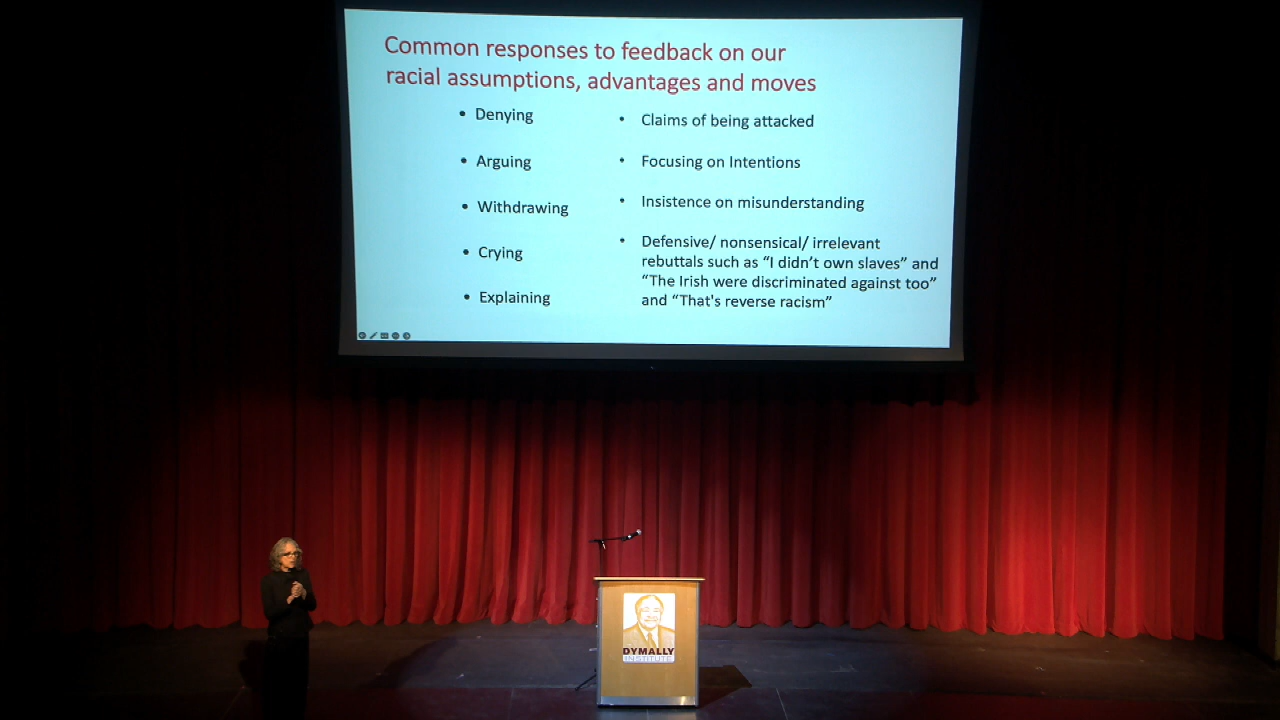 Common responses to feedback on our
racial assumptions, advantages and moves
• Denying
• Arguing
• Withdrawing
• Crying
• Explaining
• Claims of being attacked
• Focusing on Intentions
• Insistence on misunderstanding
• Defensive/ nonsensical/ irrelevant
rebuttals such as “I didn’t own slaves” and
“The Irish were discriminated against too”
and “That's reverse racism”
DYMALLY
INSTITUTE